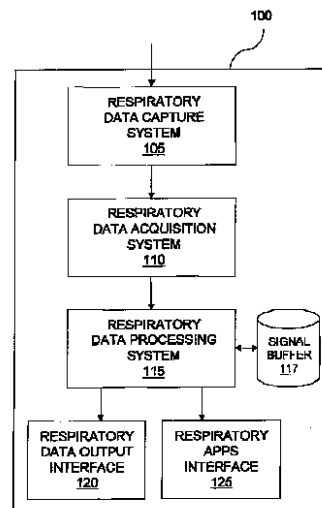 100
RESPIRATORY
DATA CAPTURE
SYSTEM
105
RESPIRATORY
DATA ACQUISITION
SYSTEM
110
RESPIRATORY
DATA PROCESSING
SYSTEM
115
SIGNAL
BUFFER
117
RESPIRATORY
DATA OUTPUT
INTERFACE
120
RESPIRATORY
APPS
INTERFACE
125